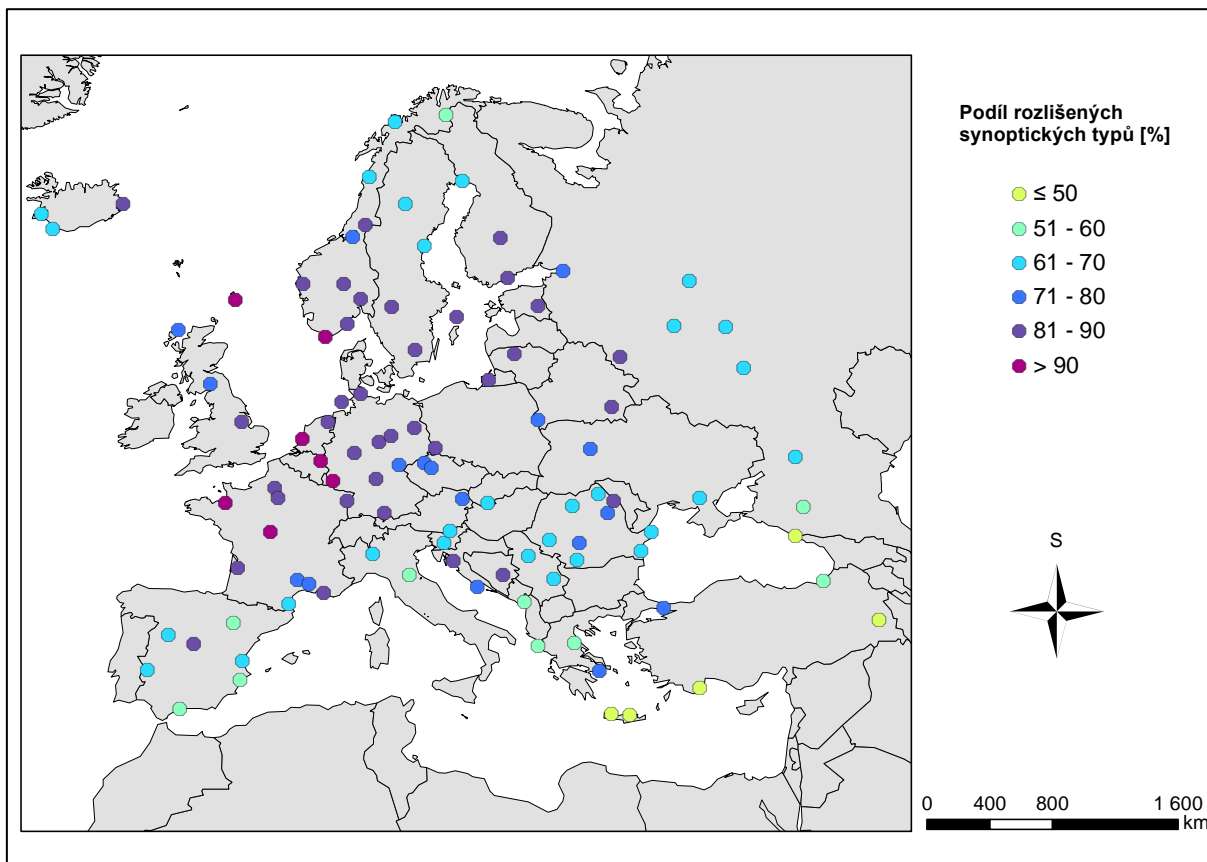 Podíl rozlišených
synoptických typů [%]
≤ 50
51 - 60
61 - 70
71 - 80
81 - 90
> 90
S
0 400 800 1 600
km